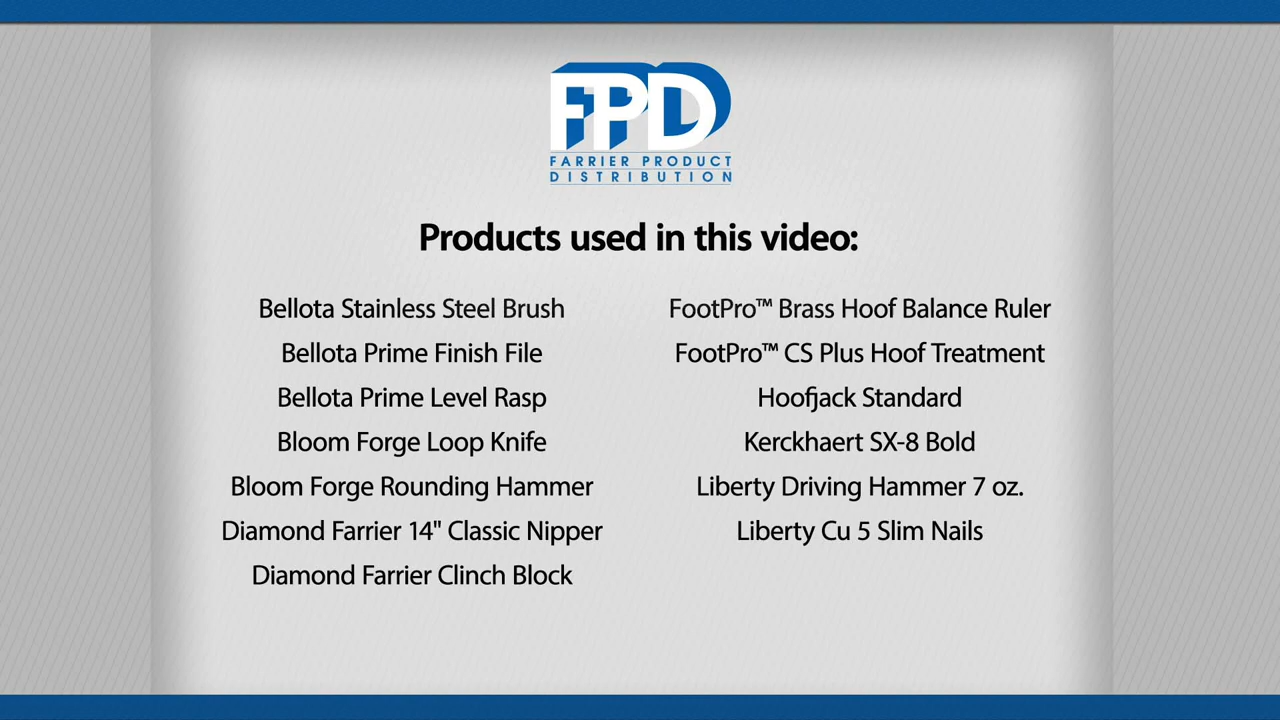 FPD
FARRIER PRODUCT
DISTRIBUTION
Products used in this video:
Bellota Stainless Steel Brush
Bellota Prime Finish File
Bellota Prime Level Rasp
Bloom Forge Loop Knife
Bloom Forge Rounding Hammer
Diamond Farrier 14" Classic Nipper
Diamond Farrier Clinch Block
FootPro™ Brass Hoof Balance Ruler
FootPro™ CS Plus Hoof Treatment
Hoofjack Standard
Kerckhaert SX-8 Bold
Liberty Driving Hammer 7 oz.
Liberty Cu 5 Slim Nails